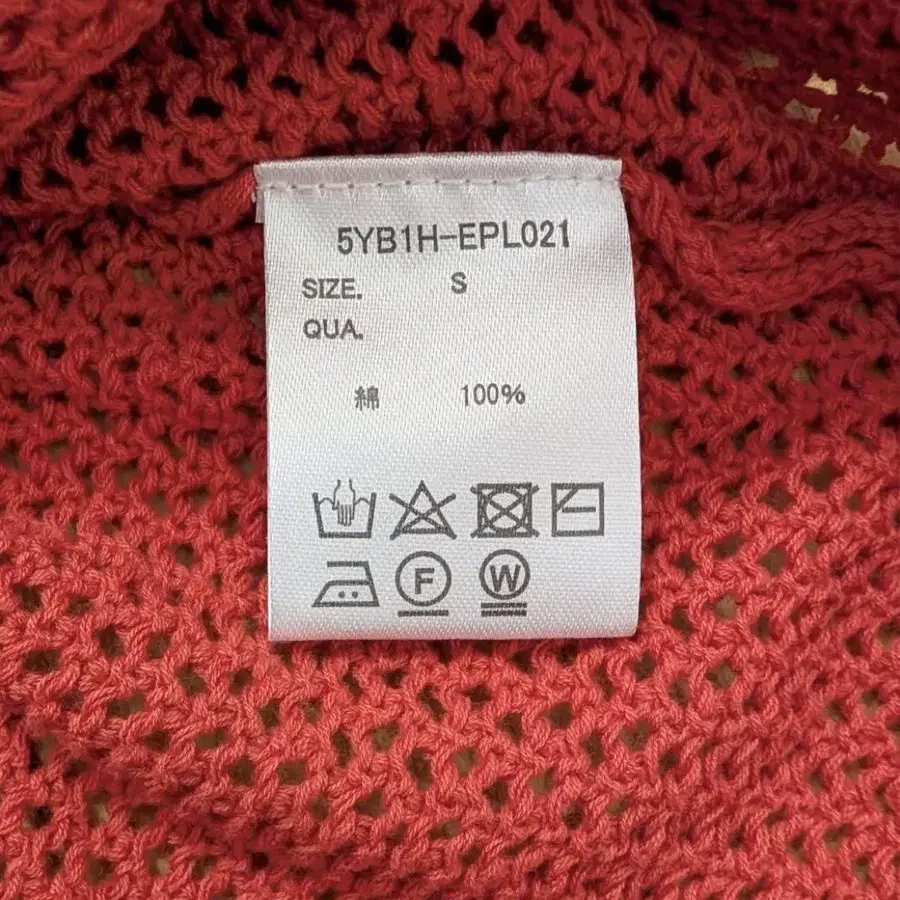 5YB1H-EPL021
SIZE. S
QUA.
綿 100%
F W